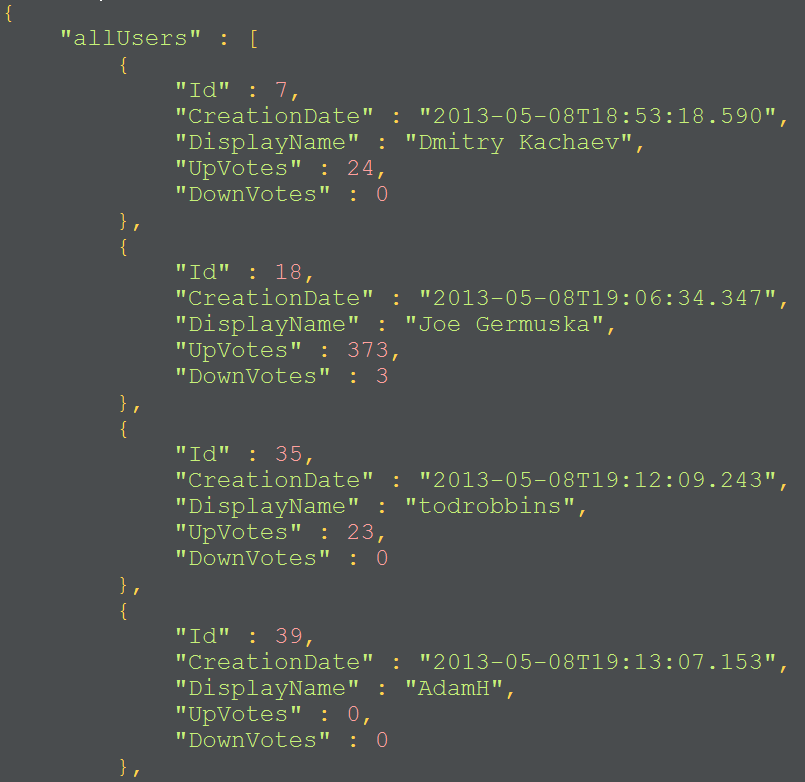 {
    "allUsers" : [
        {
            "Id" : 7,
            "CreationDate" : "2013-05-08T18:53:18.590",
            "DisplayName" : "Dmitry Kachaev",
            "UpVotes" : 24,
            "DownVotes" : 0
        },
        {
            "Id" : 18,
            "CreationDate" : "2013-05-08T19:06:34.347",
            "DisplayName" : "Joe Germuska",
            "UpVotes" : 373,
            "DownVotes" : 3
        },
        {
            "Id" : 35,
            "CreationDate" : "2013-05-08T19:12:09.243",
            "DisplayName" : "todrobbins",
            "UpVotes" : 23,
            "DownVotes" : 0
        },
        {
            "Id" : 39,
            "CreationDate" : "2013-05-08T19:13:07.153",
            "DisplayName" : "AdamH",
            "UpVotes" : 0,
            "DownVotes" : 0
        },